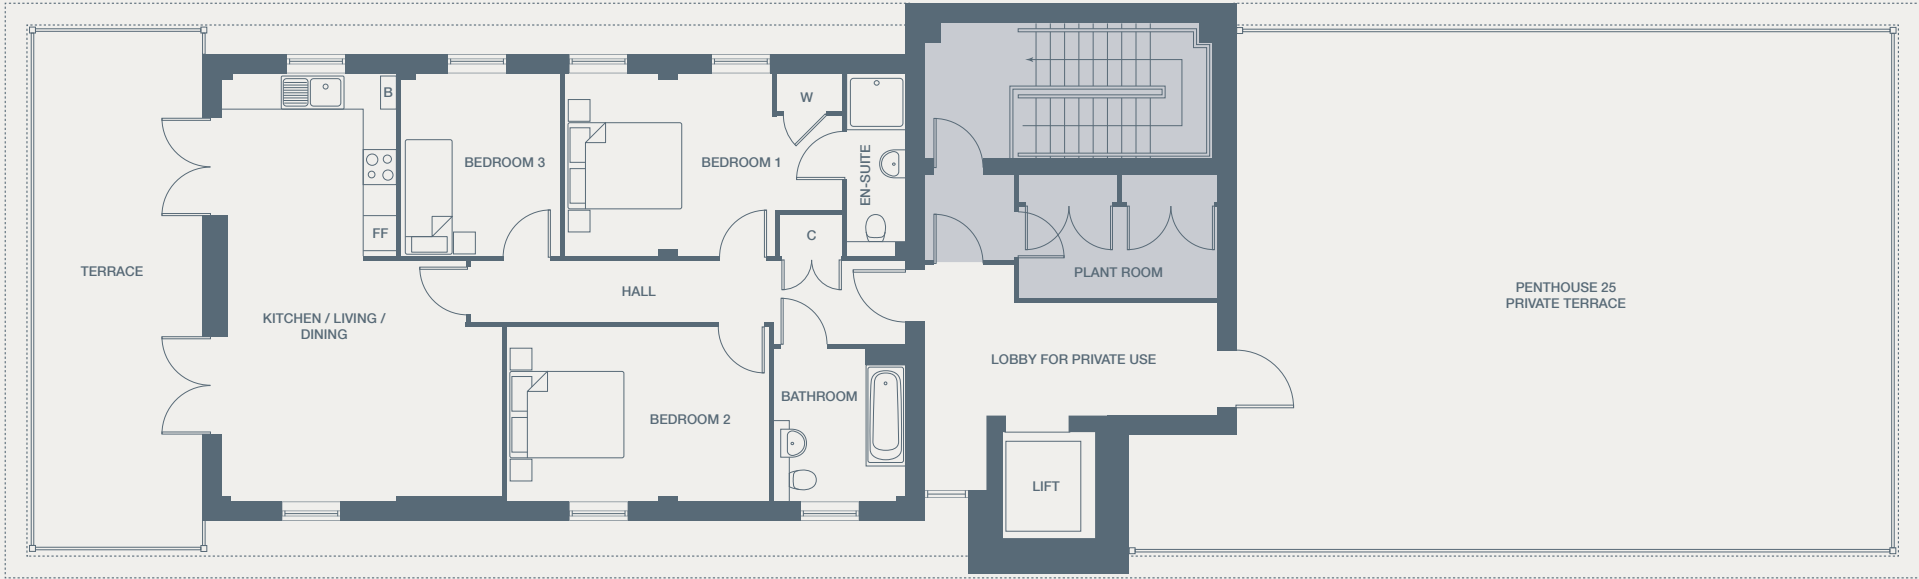 B
W
BEDROOM 3
BEDROOM 1
EN-SUITE
FF
C
TERRACE
PLANT ROOM
HALL
PENTHOUSE 25
PRIVATE TERRACE
KITCHEN / LIVING /
DINING
LOBBY FOR PRIVATE USE
BATHROOM
BEDROOM 2
LIFT